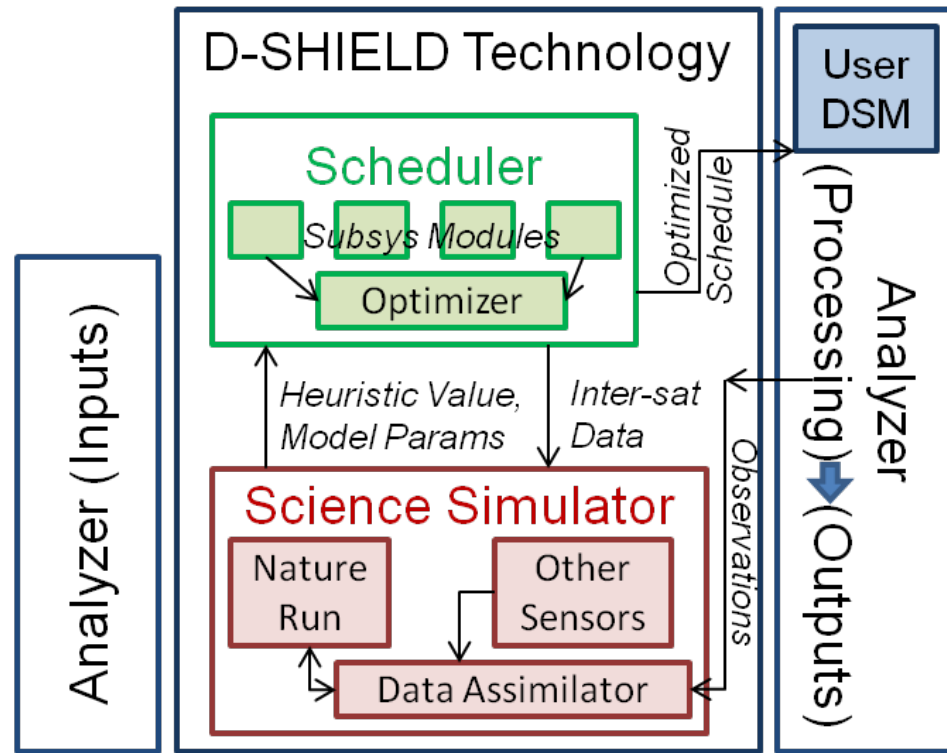 D-SHIELD Technology
Scheduler
Subsys Modules
Optimizer
Optimized
Schedule
User
DSM
Analyzer (Inputs)
Heuristic Value,
Model Params
Inter-sat
Data
Science Simulator
Nature
Run
Other
Sensors
Data Assimilator
Observations
Analyzer
(Processing)
(Outputs)